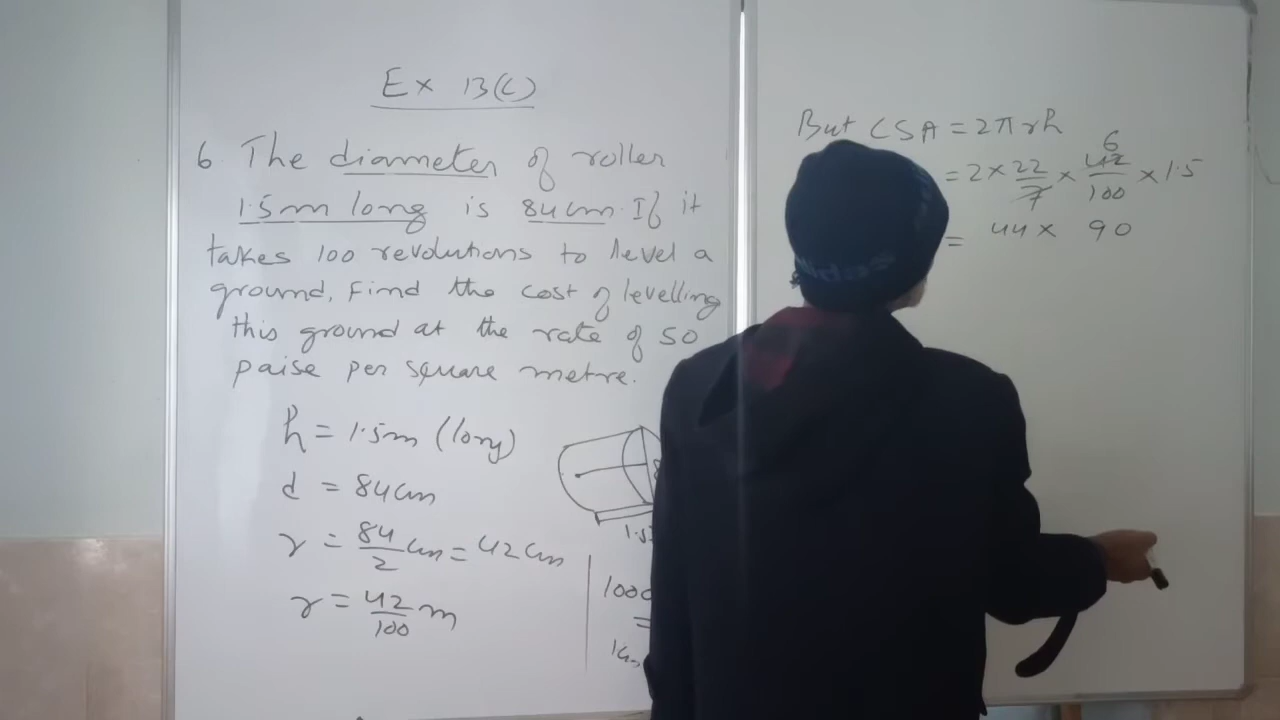 Ex 13(C)
6 The diameter of roller
1.5m long is 84cm. If it
takes 100 revolutions to level a
ground, Find the cost of levelling
this ground at the rate of 50
paise per square metre.
h = 1.5m (long)
d = 84cm
r = 84/2 cm = 42cm
r = 42/100 m
But CSA = 2πrh
= 2 × 22/7 × 42/100 × 1.5
6
= 44 × 90